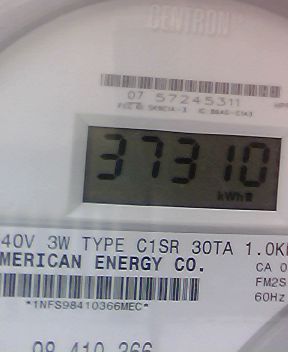 CENTRON
07 57245311
37310
kWh
40V 3W TYPE C1SR 30TA 1.0K
MERICAN ENERGY CO.
CA 0
FM2S
60Hz
*1NFS98410366MEC*
98 410 366